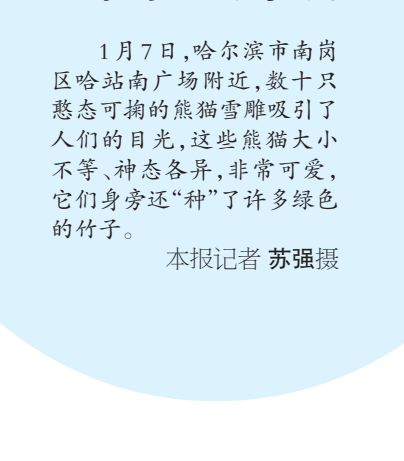 1月7日,哈尔滨市南岗
区哈站南广场附近,数十只
憨态可掬的熊猫雪雕吸引了
人们的目光,这些熊猫大小
不等、神态各异,非常可爱,
它们身旁还“种”了许多绿色
的竹子。
本报记者 苏强摄